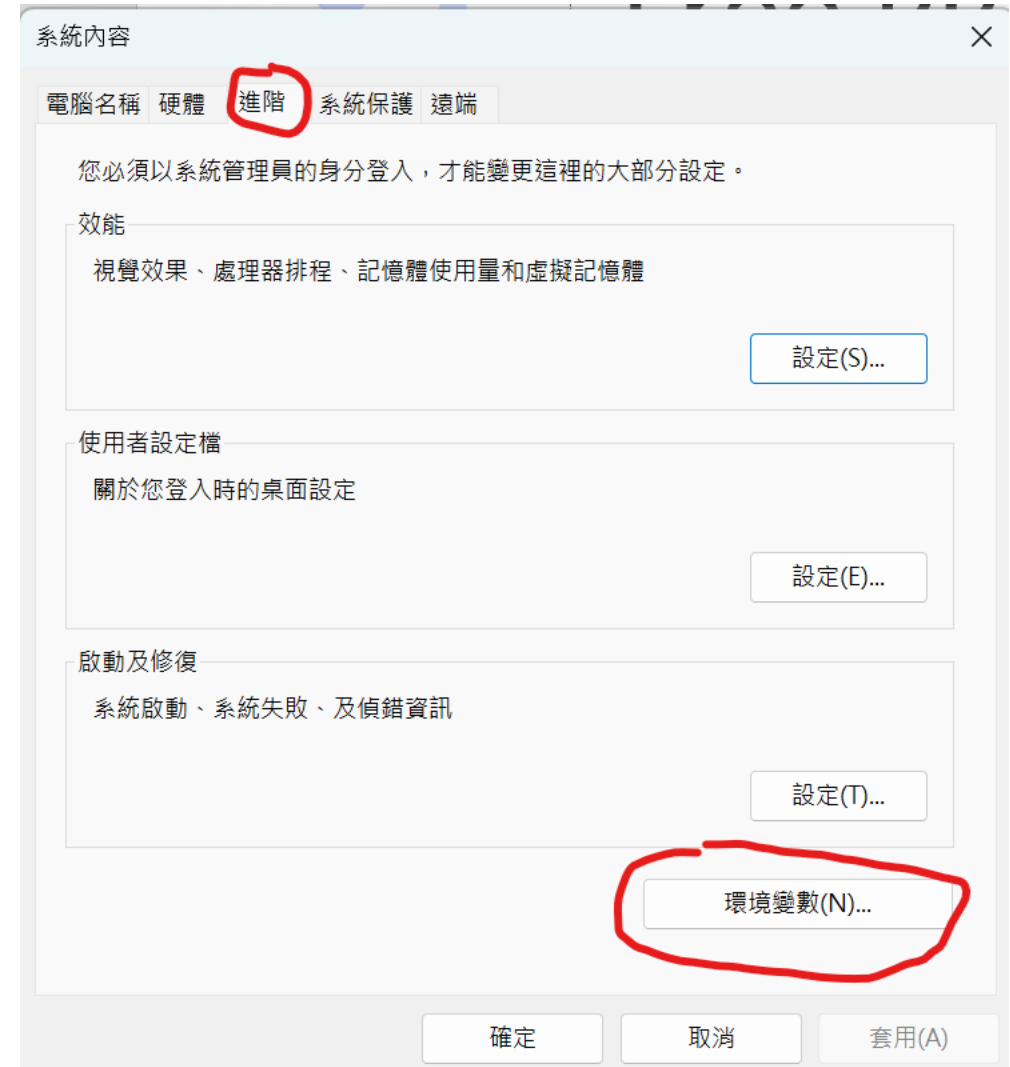 系統內容
電腦名稱 硬體 進階 系統保護 遠端
您必須以系統管理員的身分登入，才能變更這裡的大部分設定。
效能
視覺效果、處理器排程、記憶體使用量和虛擬記憶體
設定(S)...
使用者設定檔
關於您登入時的桌面設定
設定(E)...
啟動及修復
系統啟動、系統失敗、及偵錯資訊
設定(T)...
環境變數(N)...
確定 取消 套用(A)